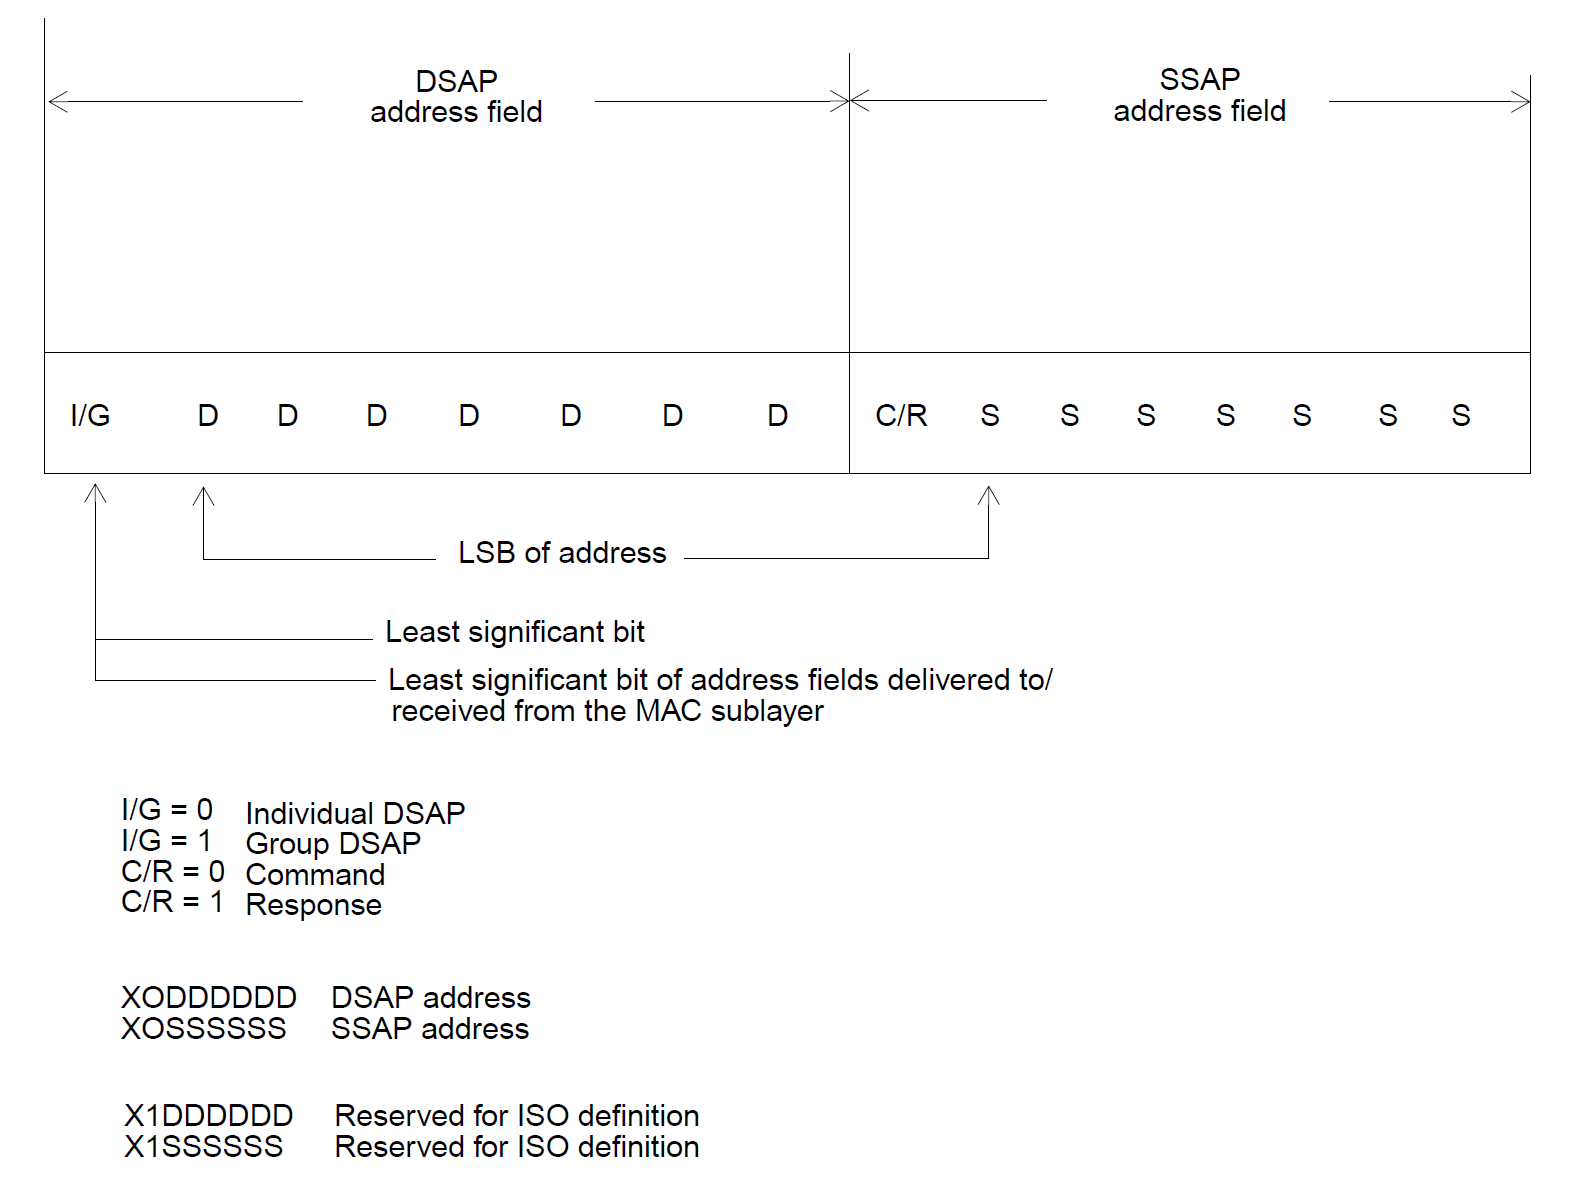 DSAP
address field
SSAP
address field
I/G D D D D D D D C/R S S S S S S S
LSB of address
Least significant bit
Least significant bit of address fields delivered to/
received from the MAC sublayer
I/G = 0 Individual DSAP
I/G = 1 Group DSAP
C/R = 0 Command
C/R = 1 Response
XODDDDDD DSAP address
XOSSSSSS SSAP address
X1DDDDDD Reserved for ISO definition
X1SSSSSS Reserved for ISO definition